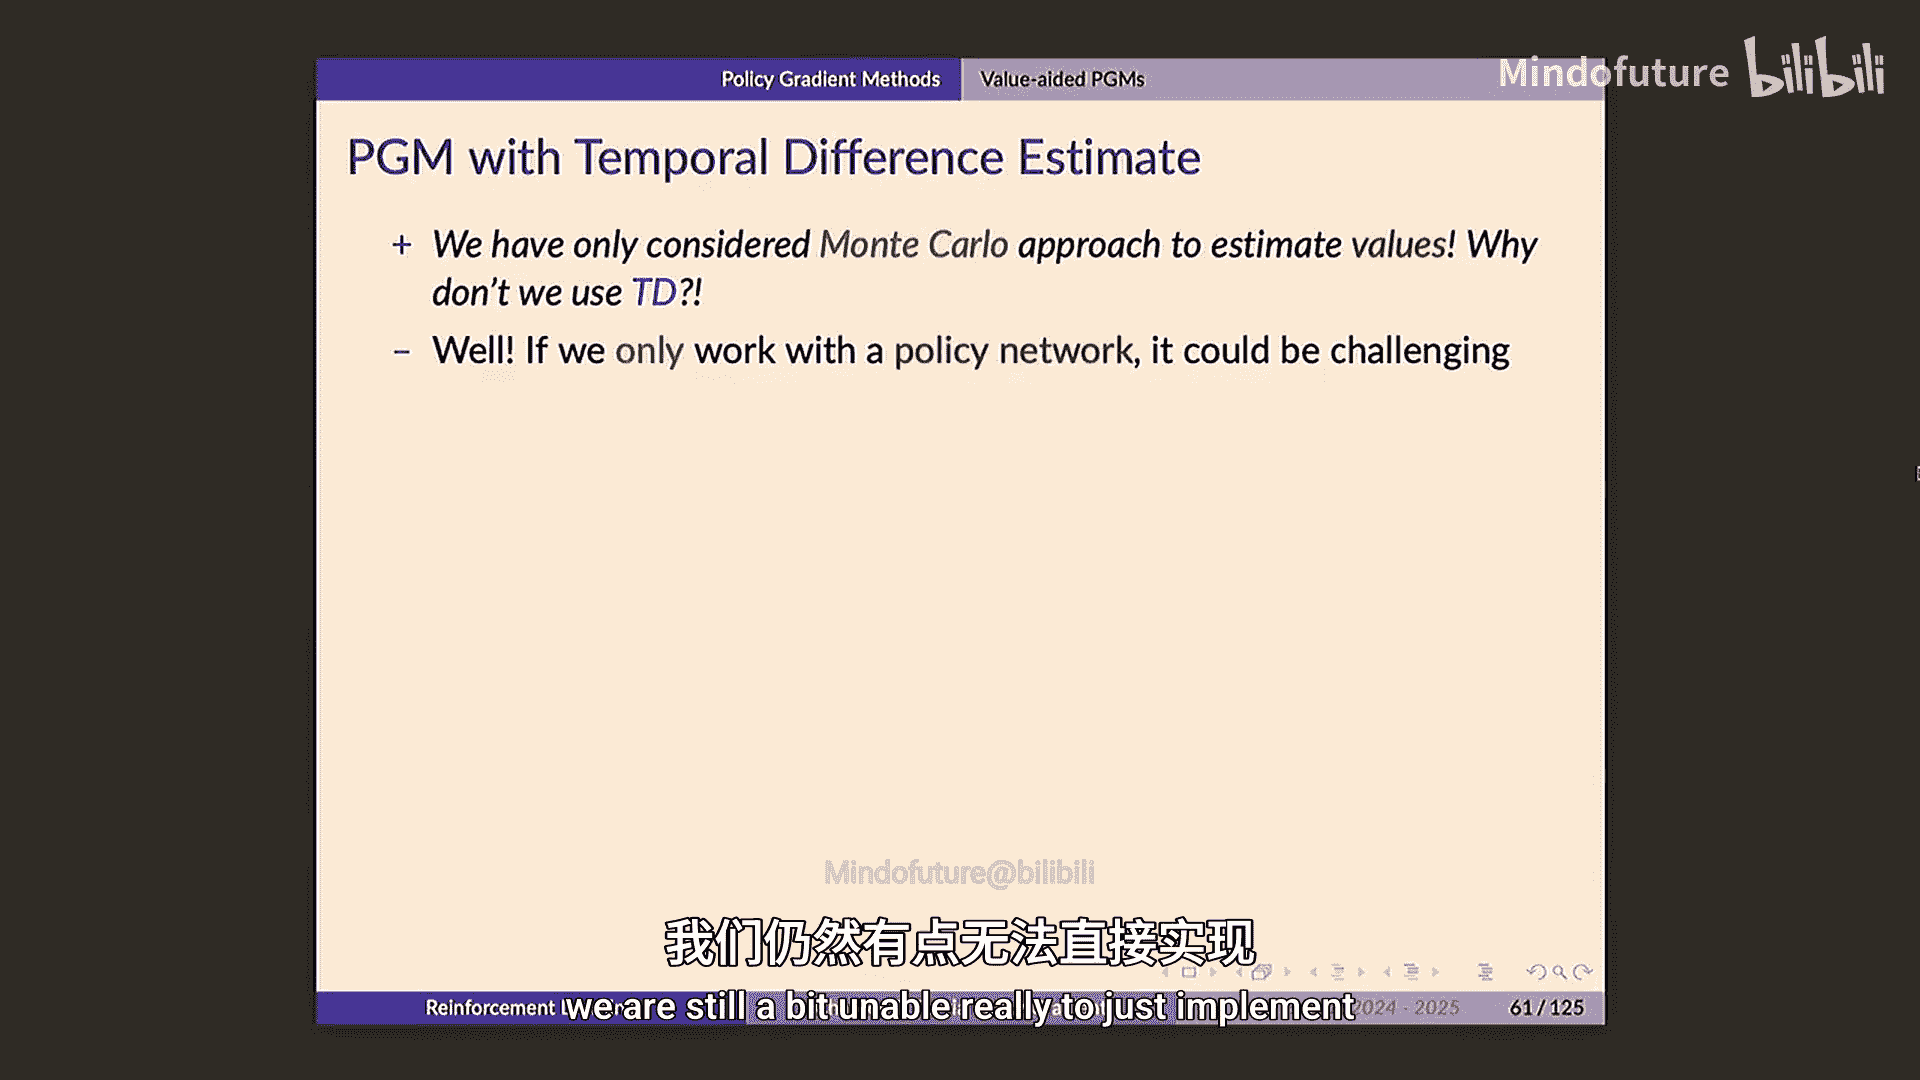 Policy Gradient Methods Value-aided PGMs
Mindofuture bilibili
PGM with Temporal Difference Estimate
+ We have only considered Monte Carlo approach to estimate values! Why
don't we use TD?!
– Well! If we only work with a policy network, it could be challenging
Mindofuture@bilibili
我们仍然有点无法直接实现
we are still a bit unable really to just implement
Reinforcement 2024 - 2025 61 / 125